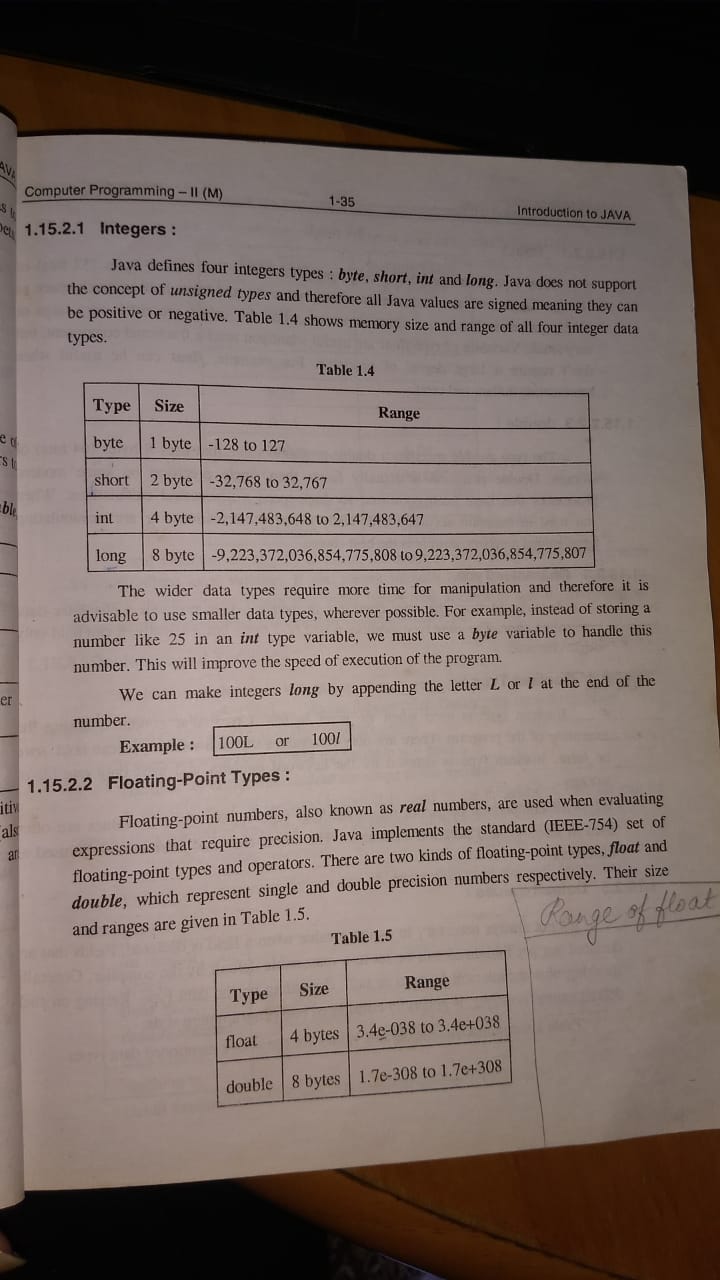 Computer Programming – II (M) 1-35 Introduction to JAVA
1.15.2.1 Integers :
Java defines four integers types : byte, short, int and long. Java does not support
the concept of unsigned types and therefore all Java values are signed meaning they can
be positive or negative. Table 1.4 shows memory size and range of all four integer data
types.
Table 1.4
Type Size Range
byte 1 byte -128 to 127
short 2 byte -32,768 to 32,767
int 4 byte -2,147,483,648 to 2,147,483,647
long 8 byte -9,223,372,036,854,775,808 to 9,223,372,036,854,775,807
The wider data types require more time for manipulation and therefore it is
advisable to use smaller data types, wherever possible. For example, instead of storing a
number like 25 in an int type variable, we must use a byte variable to handle this
number. This will improve the speed of execution of the program.
We can make integers long by appending the letter L or l at the end of the
number.
Example : 100L or 100l
1.15.2.2 Floating-Point Types :
Floating-point numbers, also known as real numbers, are used when evaluating
expressions that require precision. Java implements the standard (IEEE-754) set of
floating-point types and operators. There are two kinds of floating-point types, float and
double, which represent single and double precision numbers respectively. Their size
and ranges are given in Table 1.5.
Range of float
Table 1.5
Type Size Range
float 4 bytes 3.4e-038 to 3.4e+038
double 8 bytes 1.7e-308 to 1.7e+308